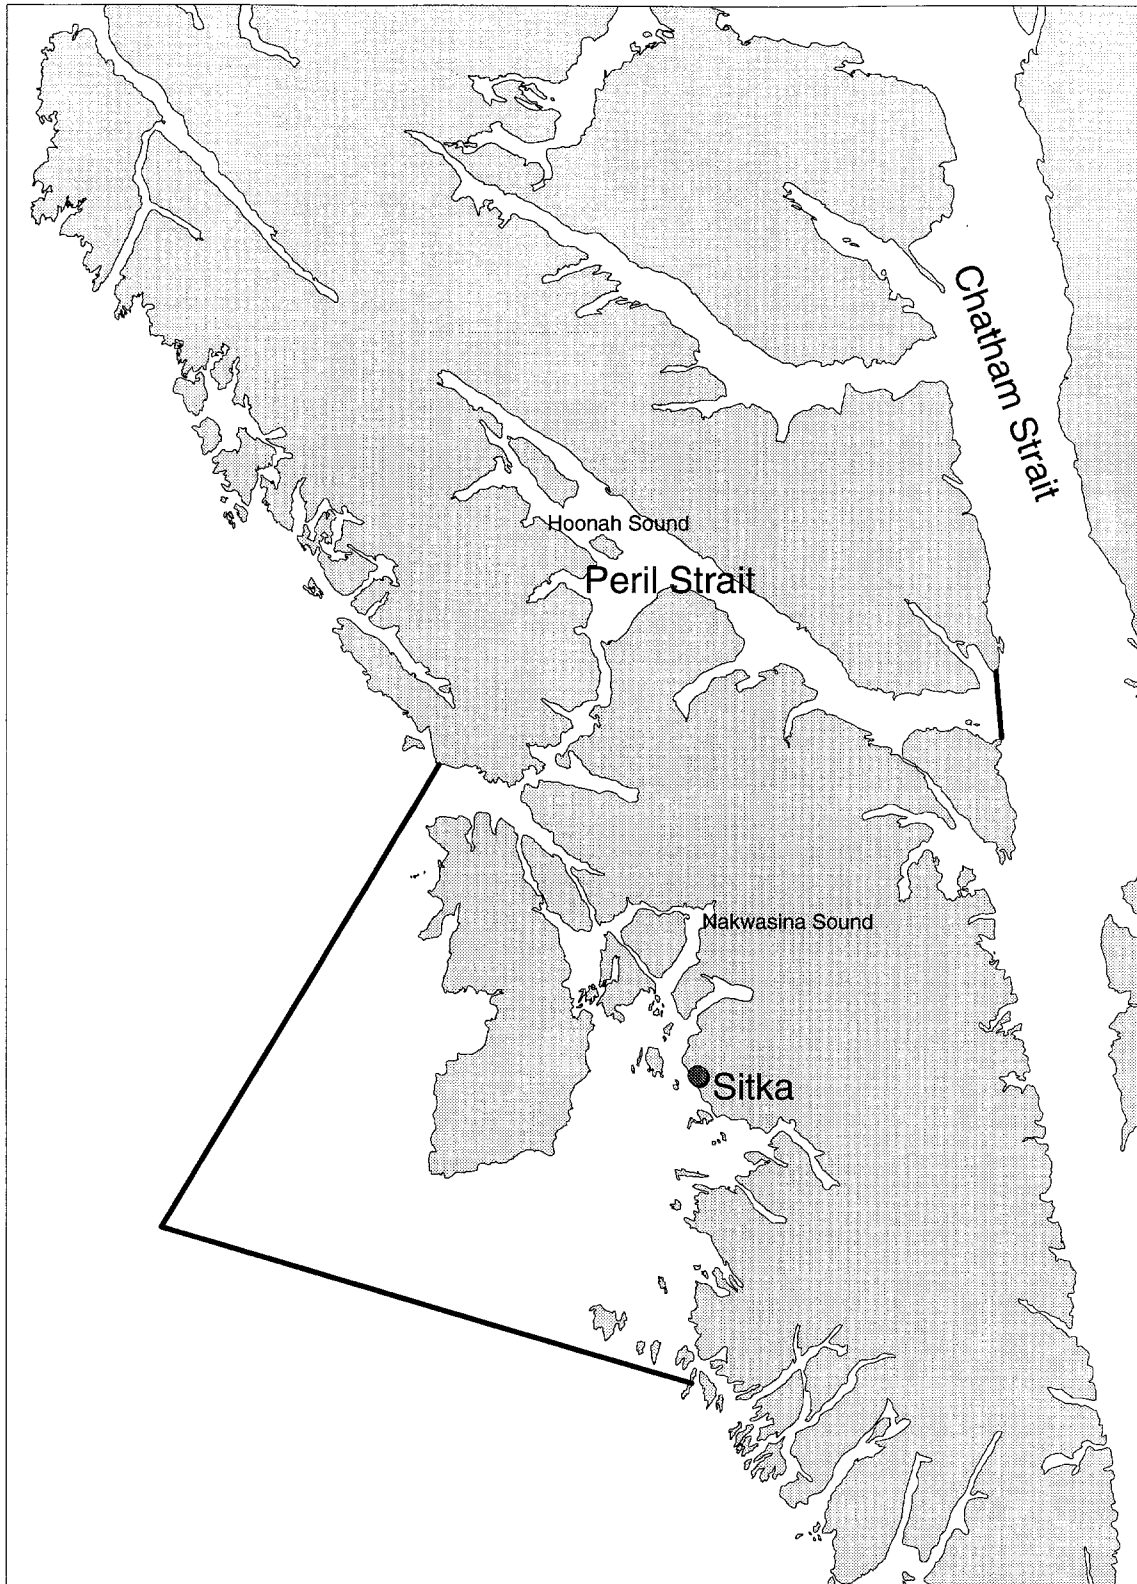 Chatham Strait
Hoonah Sound
Peril Strait
Nakwasina Sound
Sitka